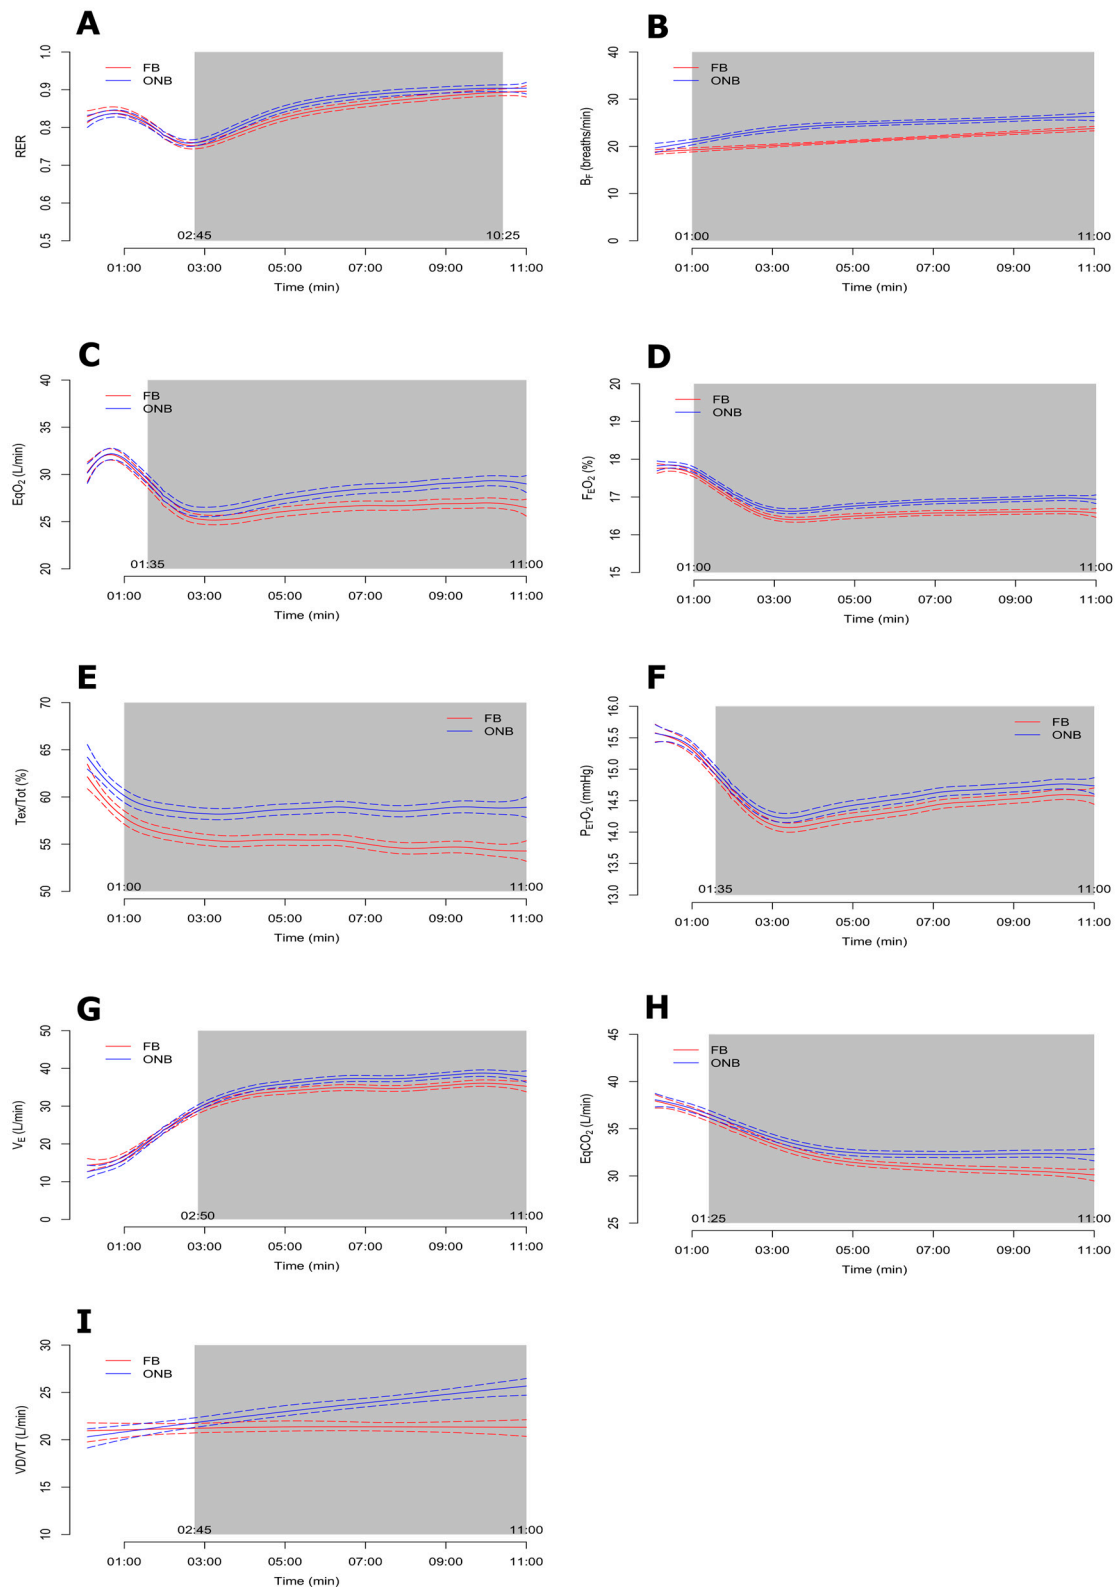 A
1.0
0.9
0.8
0.7
0.6
0.5
RER
FB
ONB
02:45
10:25
01:00 03:00 05:00 07:00 09:00 11:00
Time (min)
B
40
30
20
10
0
BF (breaths/min)
FB
ONB
01:00
11:00
01:00 03:00 05:00 07:00 09:00 11:00
Time (min)
C
40
35
30
25
20
EqO2 (L/min)
FB
ONB
01:35
11:00
01:00 03:00 05:00 07:00 09:00 11:00
Time (min)
D
20
19
18
17
16
15
FEO2 (%)
FB
ONB
01:00
11:00
01:00 03:00 05:00 07:00 09:00 11:00
Time (min)
E
70
65
60
55
50
Tex/Tot (%)
FB
ONB
01:00
11:00
01:00 03:00 05:00 07:00 09:00 11:00
Time (min)
F
16.0
15.5
15.0
14.5
14.0
13.5
13.0
PETO2 (mmHg)
FB
ONB
01:35
11:00
01:00 03:00 05:00 07:00 09:00 11:00
Time (min)
G
50
40
30
20
10
0
VE (L/min)
FB
ONB
02:50
11:00
01:00 03:00 05:00 07:00 09:00 11:00
Time (min)
H
45
40
35
30
25
EqCO2 (L/min)
FB
ONB
01:25
11:00
01:00 03:00 05:00 07:00 09:00 11:00
Time (min)
I
30
25
20
15
10
VD/VT (L/min)
FB
ONB
02:45
11:00
01:00 03:00 05:00 07:00 09:00 11:00
Time (min)